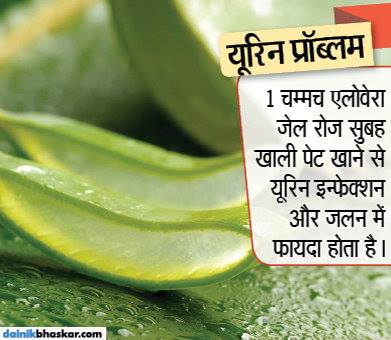 यूरिन प्रॉब्लम
1 चम्मच एलोवेरा
जेल रोज सुबह
खाली पेट खाने से
यूरिन इन्फेक्शन
और जलन में
फायदा होता है।
dainikbhaskar.com